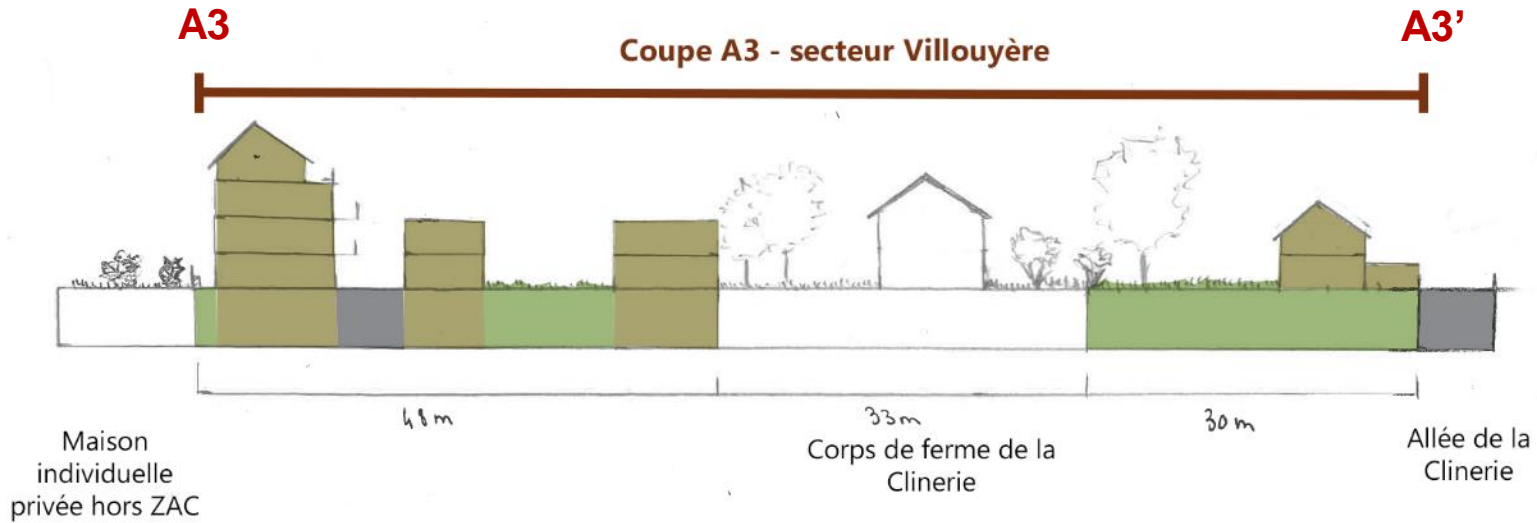 A3
A3’
Coupe A3 - secteur Villouyère
48m
33m
30m
Maison
individuelle
privée hors ZAC
Corps de ferme de la
Clinerie
Allée de la
Clinerie